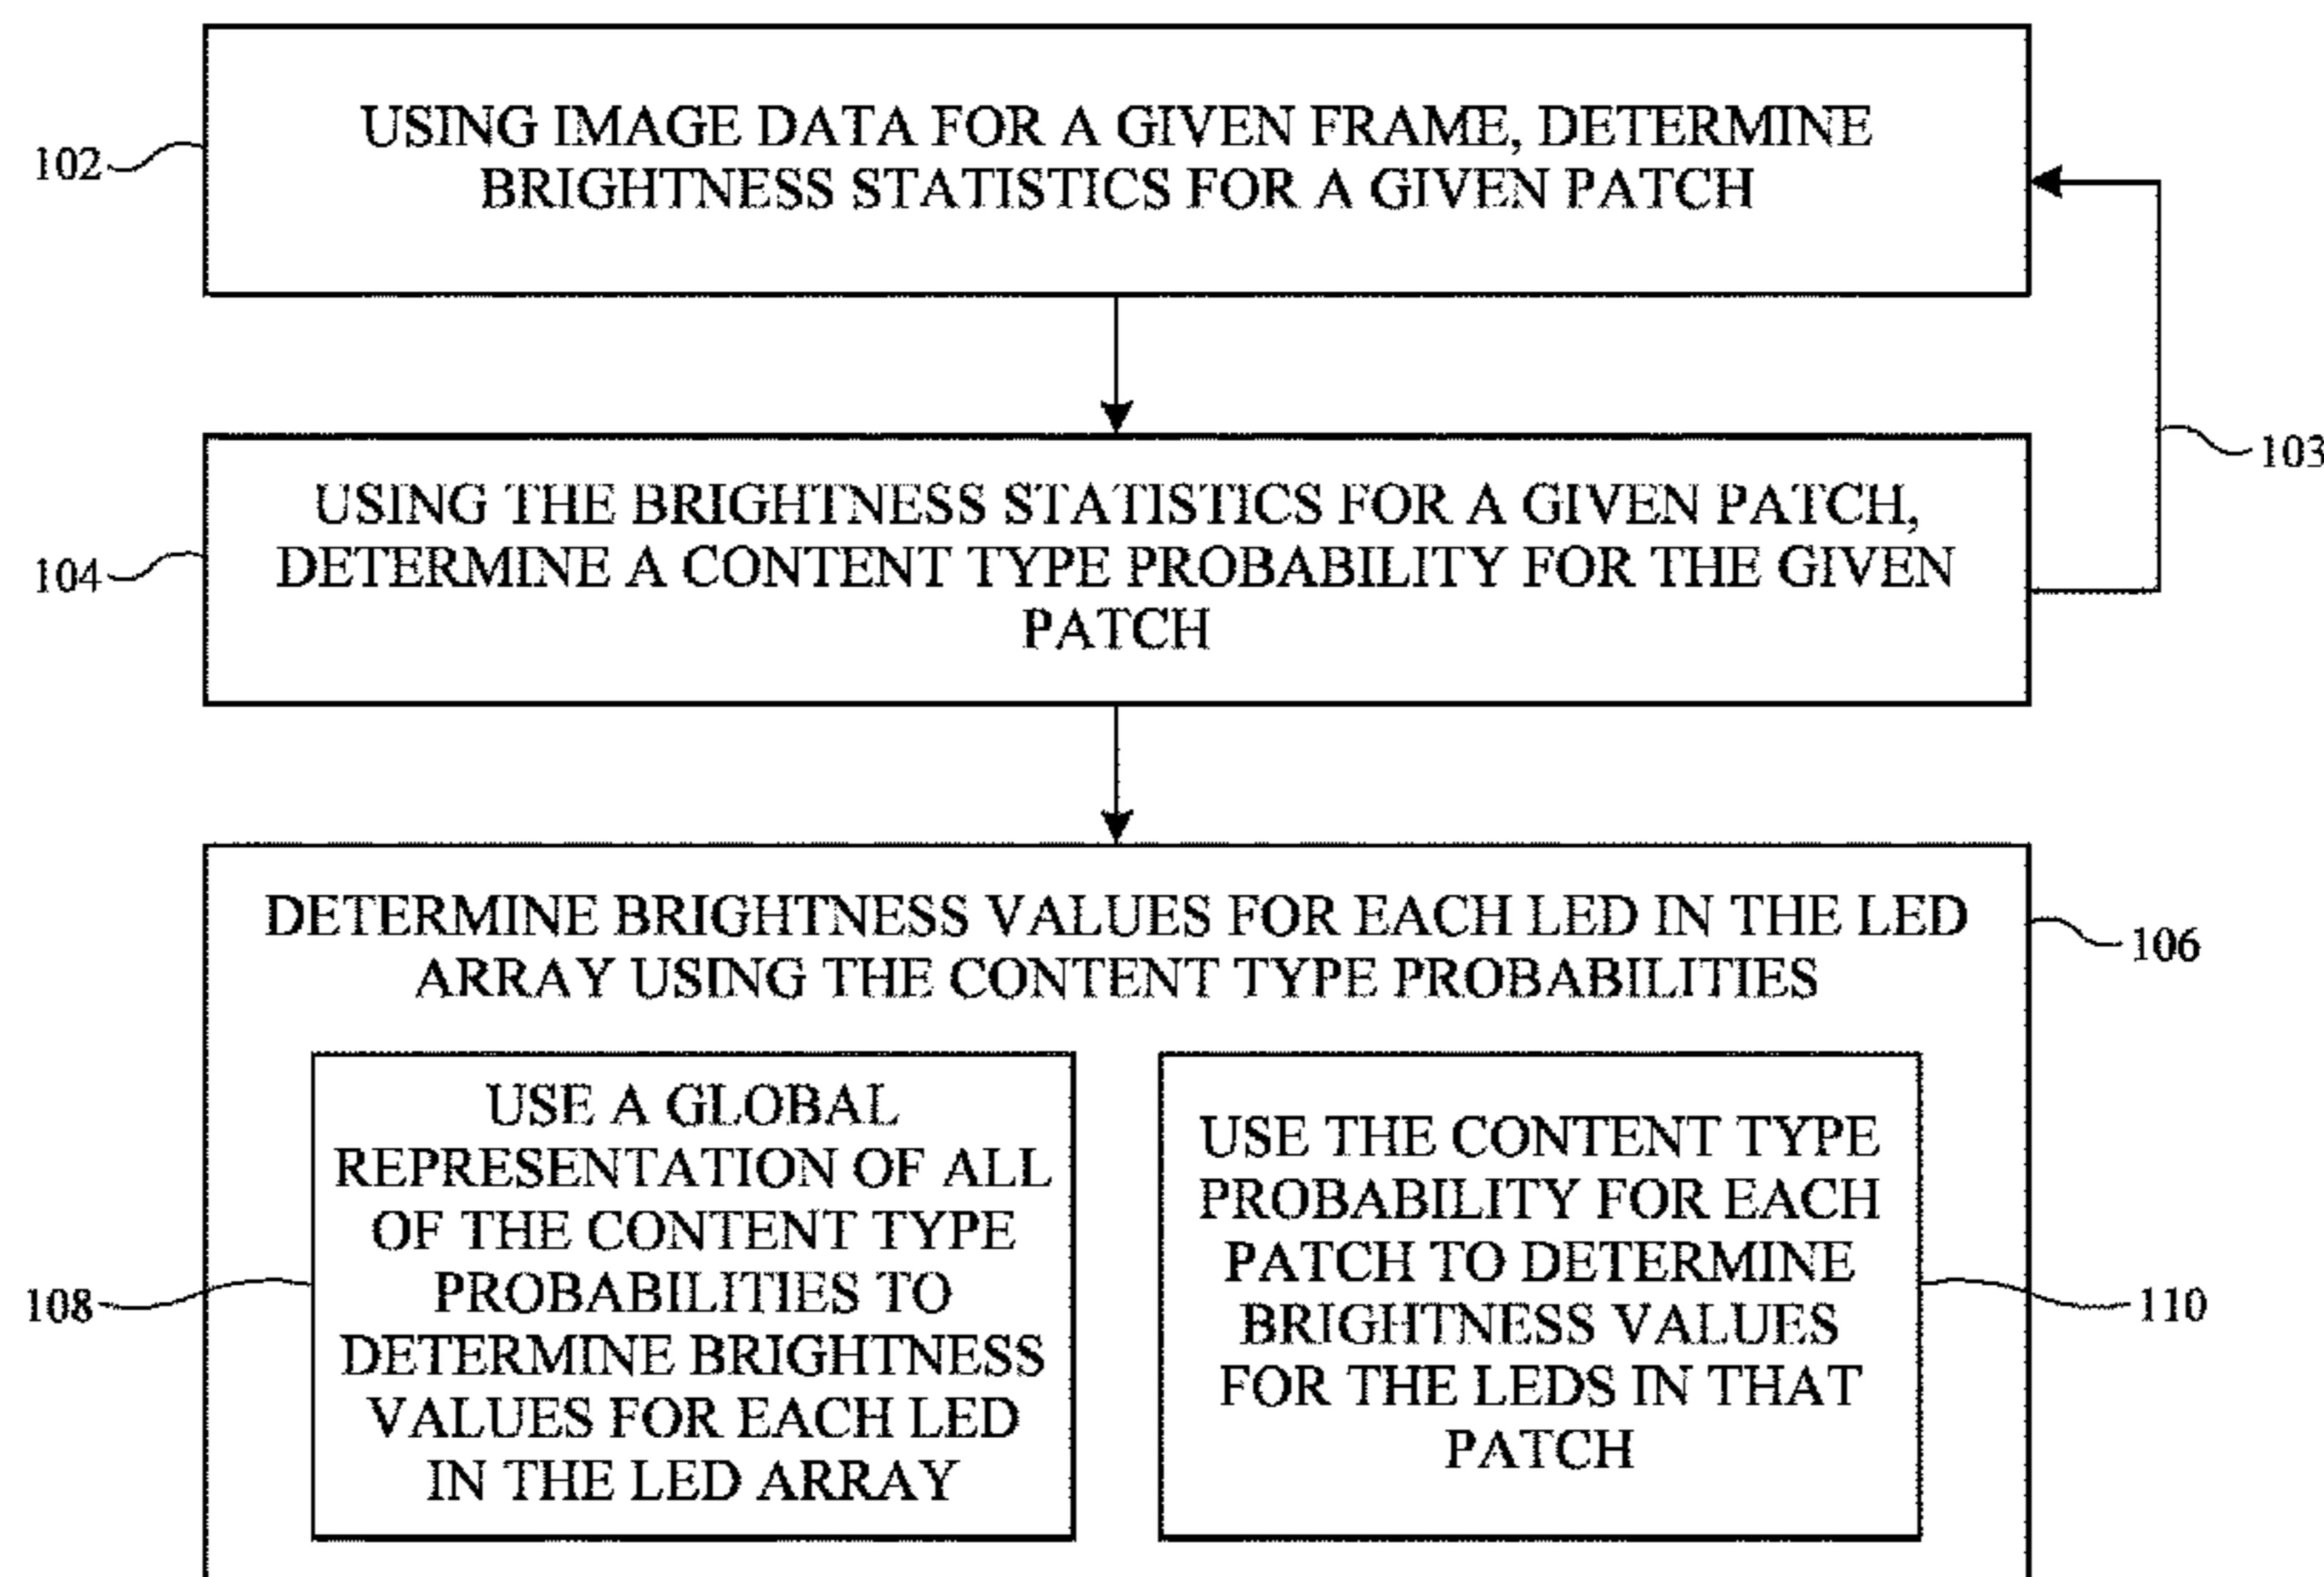 USING IMAGE DATA FOR A GIVEN FRAME, DETERMINE
BRIGHTNESS STATISTICS FOR A GIVEN PATCH
102
103
USING THE BRIGHTNESS STATISTICS FOR A GIVEN PATCH,
DETERMINE A CONTENT TYPE PROBABILITY FOR THE GIVEN
PATCH
104
DETERMINE BRIGHTNESS VALUES FOR EACH LED IN THE LED
ARRAY USING THE CONTENT TYPE PROBABILITIES
106
USE A GLOBAL
REPRESENTATION OF ALL
OF THE CONTENT TYPE
PROBABILITIES TO
DETERMINE BRIGHTNESS
VALUES FOR EACH LED
IN THE LED ARRAY
108
USE THE CONTENT TYPE
PROBABILITY FOR EACH
PATCH TO DETERMINE
BRIGHTNESS VALUES
FOR THE LEDS IN THAT
PATCH
110